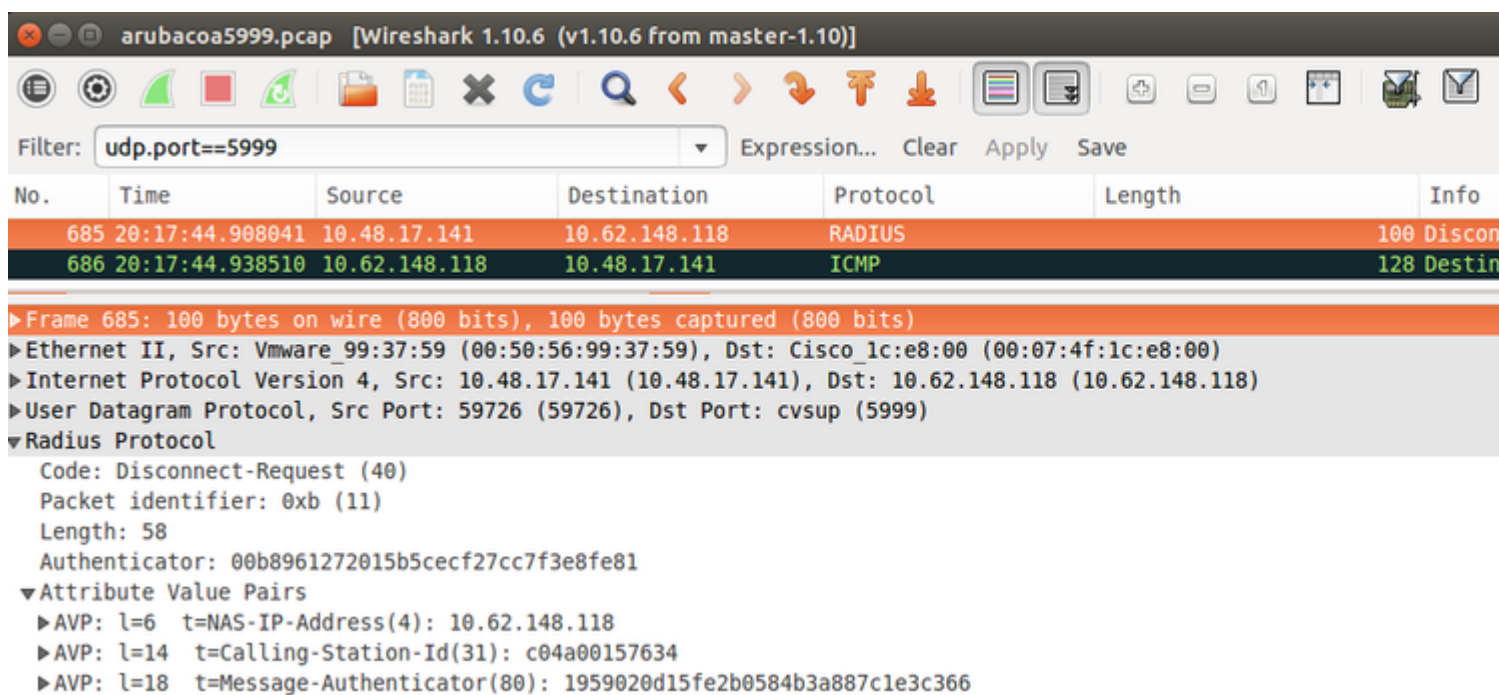 arubacoa5999.pcap [Wireshark 1.10.6 (v1.10.6 from master-1.10)]
Filter: udp.port==5999 Expression... Clear Apply Save
No. Time Source Destination Protocol Length Info
685 20:17:44.908041 10.48.17.141 10.62.148.118 RADIUS 100 Discon
686 20:17:44.938510 10.62.148.118 10.48.17.141 ICMP 128 Destin
Frame 685: 100 bytes on wire (800 bits), 100 bytes captured (800 bits)
Ethernet II, Src: Vmware_99:37:59 (00:50:56:99:37:59), Dst: Cisco_1c:e8:00 (00:07:4f:1c:e8:00)
Internet Protocol Version 4, Src: 10.48.17.141 (10.48.17.141), Dst: 10.62.148.118 (10.62.148.118)
User Datagram Protocol, Src Port: 59726 (59726), Dst Port: cvsup (5999)
Radius Protocol
Code: Disconnect-Request (40)
Packet identifier: 0xb (11)
Length: 58
Authenticator: 00b8961272015b5cecf27cc7f3e8fe81
Attribute Value Pairs
AVP: l=6 t=NAS-IP-Address(4): 10.62.148.118
AVP: l=14 t=Calling-Station-Id(31): c04a00157634
AVP: l=18 t=Message-Authenticator(80): 1959020d15fe2b0584b3a887c1e3c366